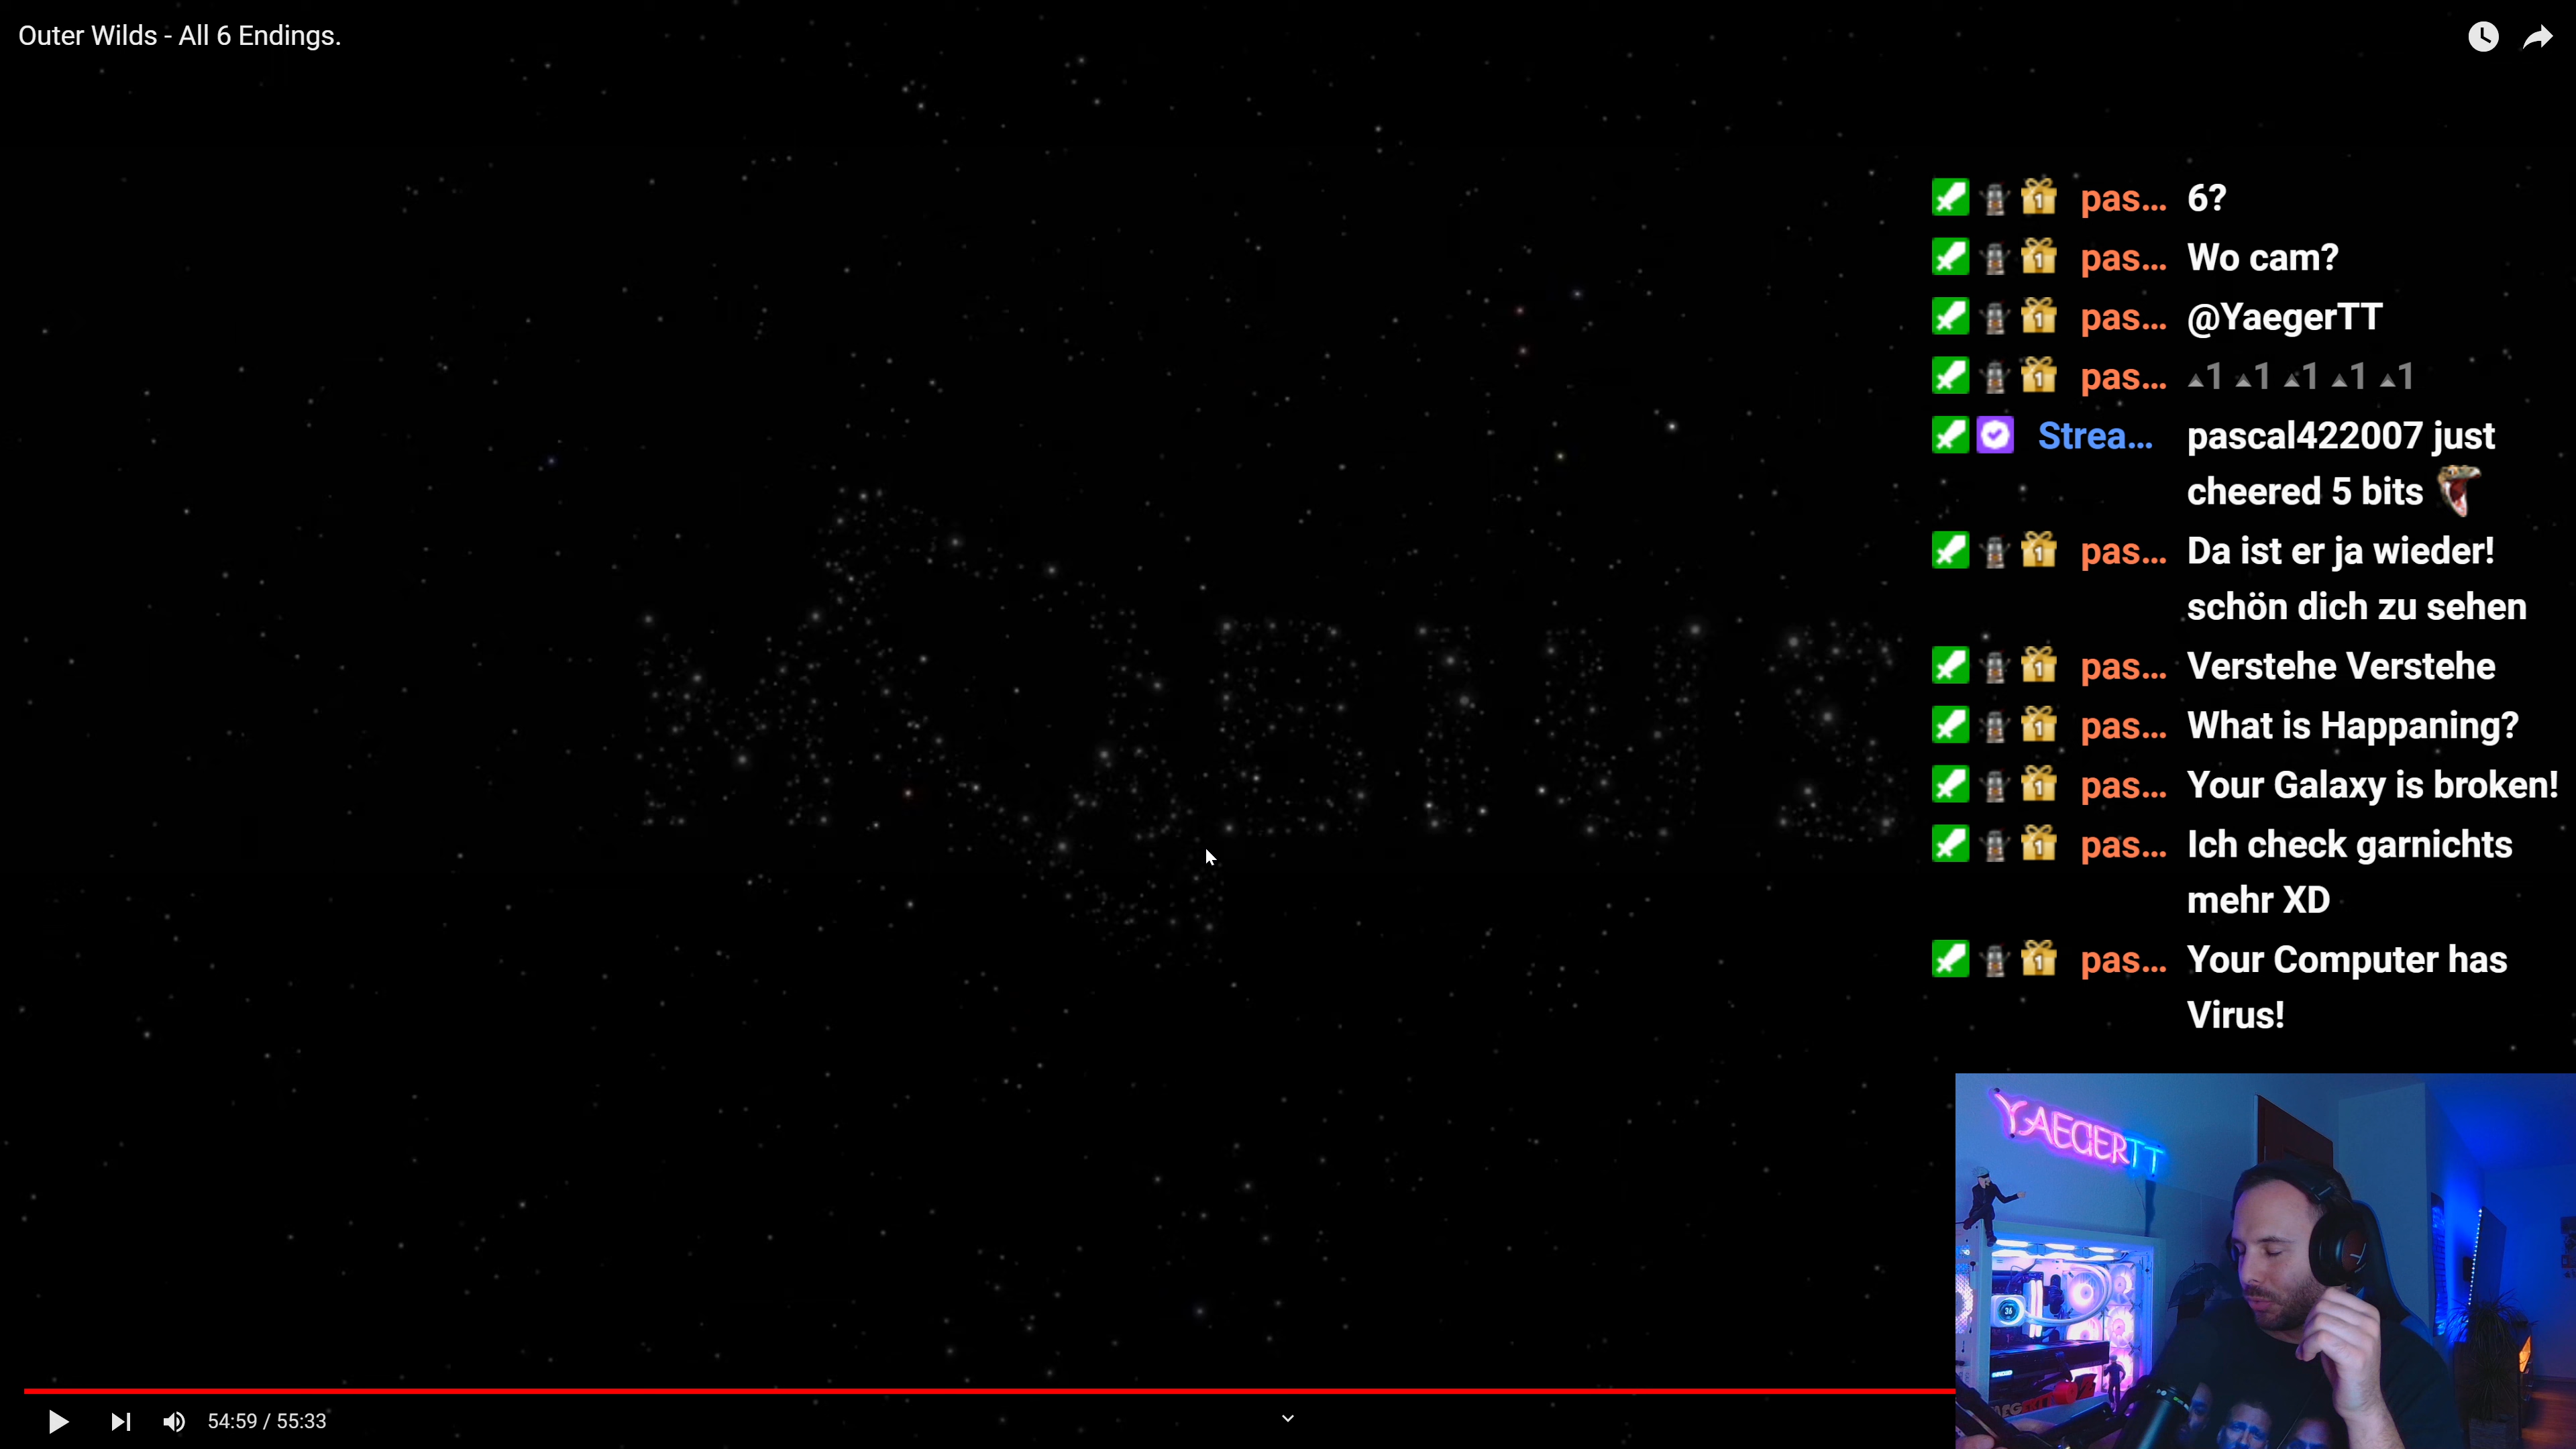 Outer Wilds - All 6 Endings.
pas... 6?
pas... Wo cam?
pas... @YaegerTT
pas... 1 1 1 1 1
Strea... pascal422007 just
cheered 5 bits
pas... Da ist er ja wieder!
schön dich zu sehen
pas... Verstehe Verstehe
pas... What is Happaning?
pas... Your Galaxy is broken!
pas... Ich check garnichts
mehr XD
pas... Your Computer has
Virus!
MOBIUS
YAEGERTT
36
54:59 / 55:33